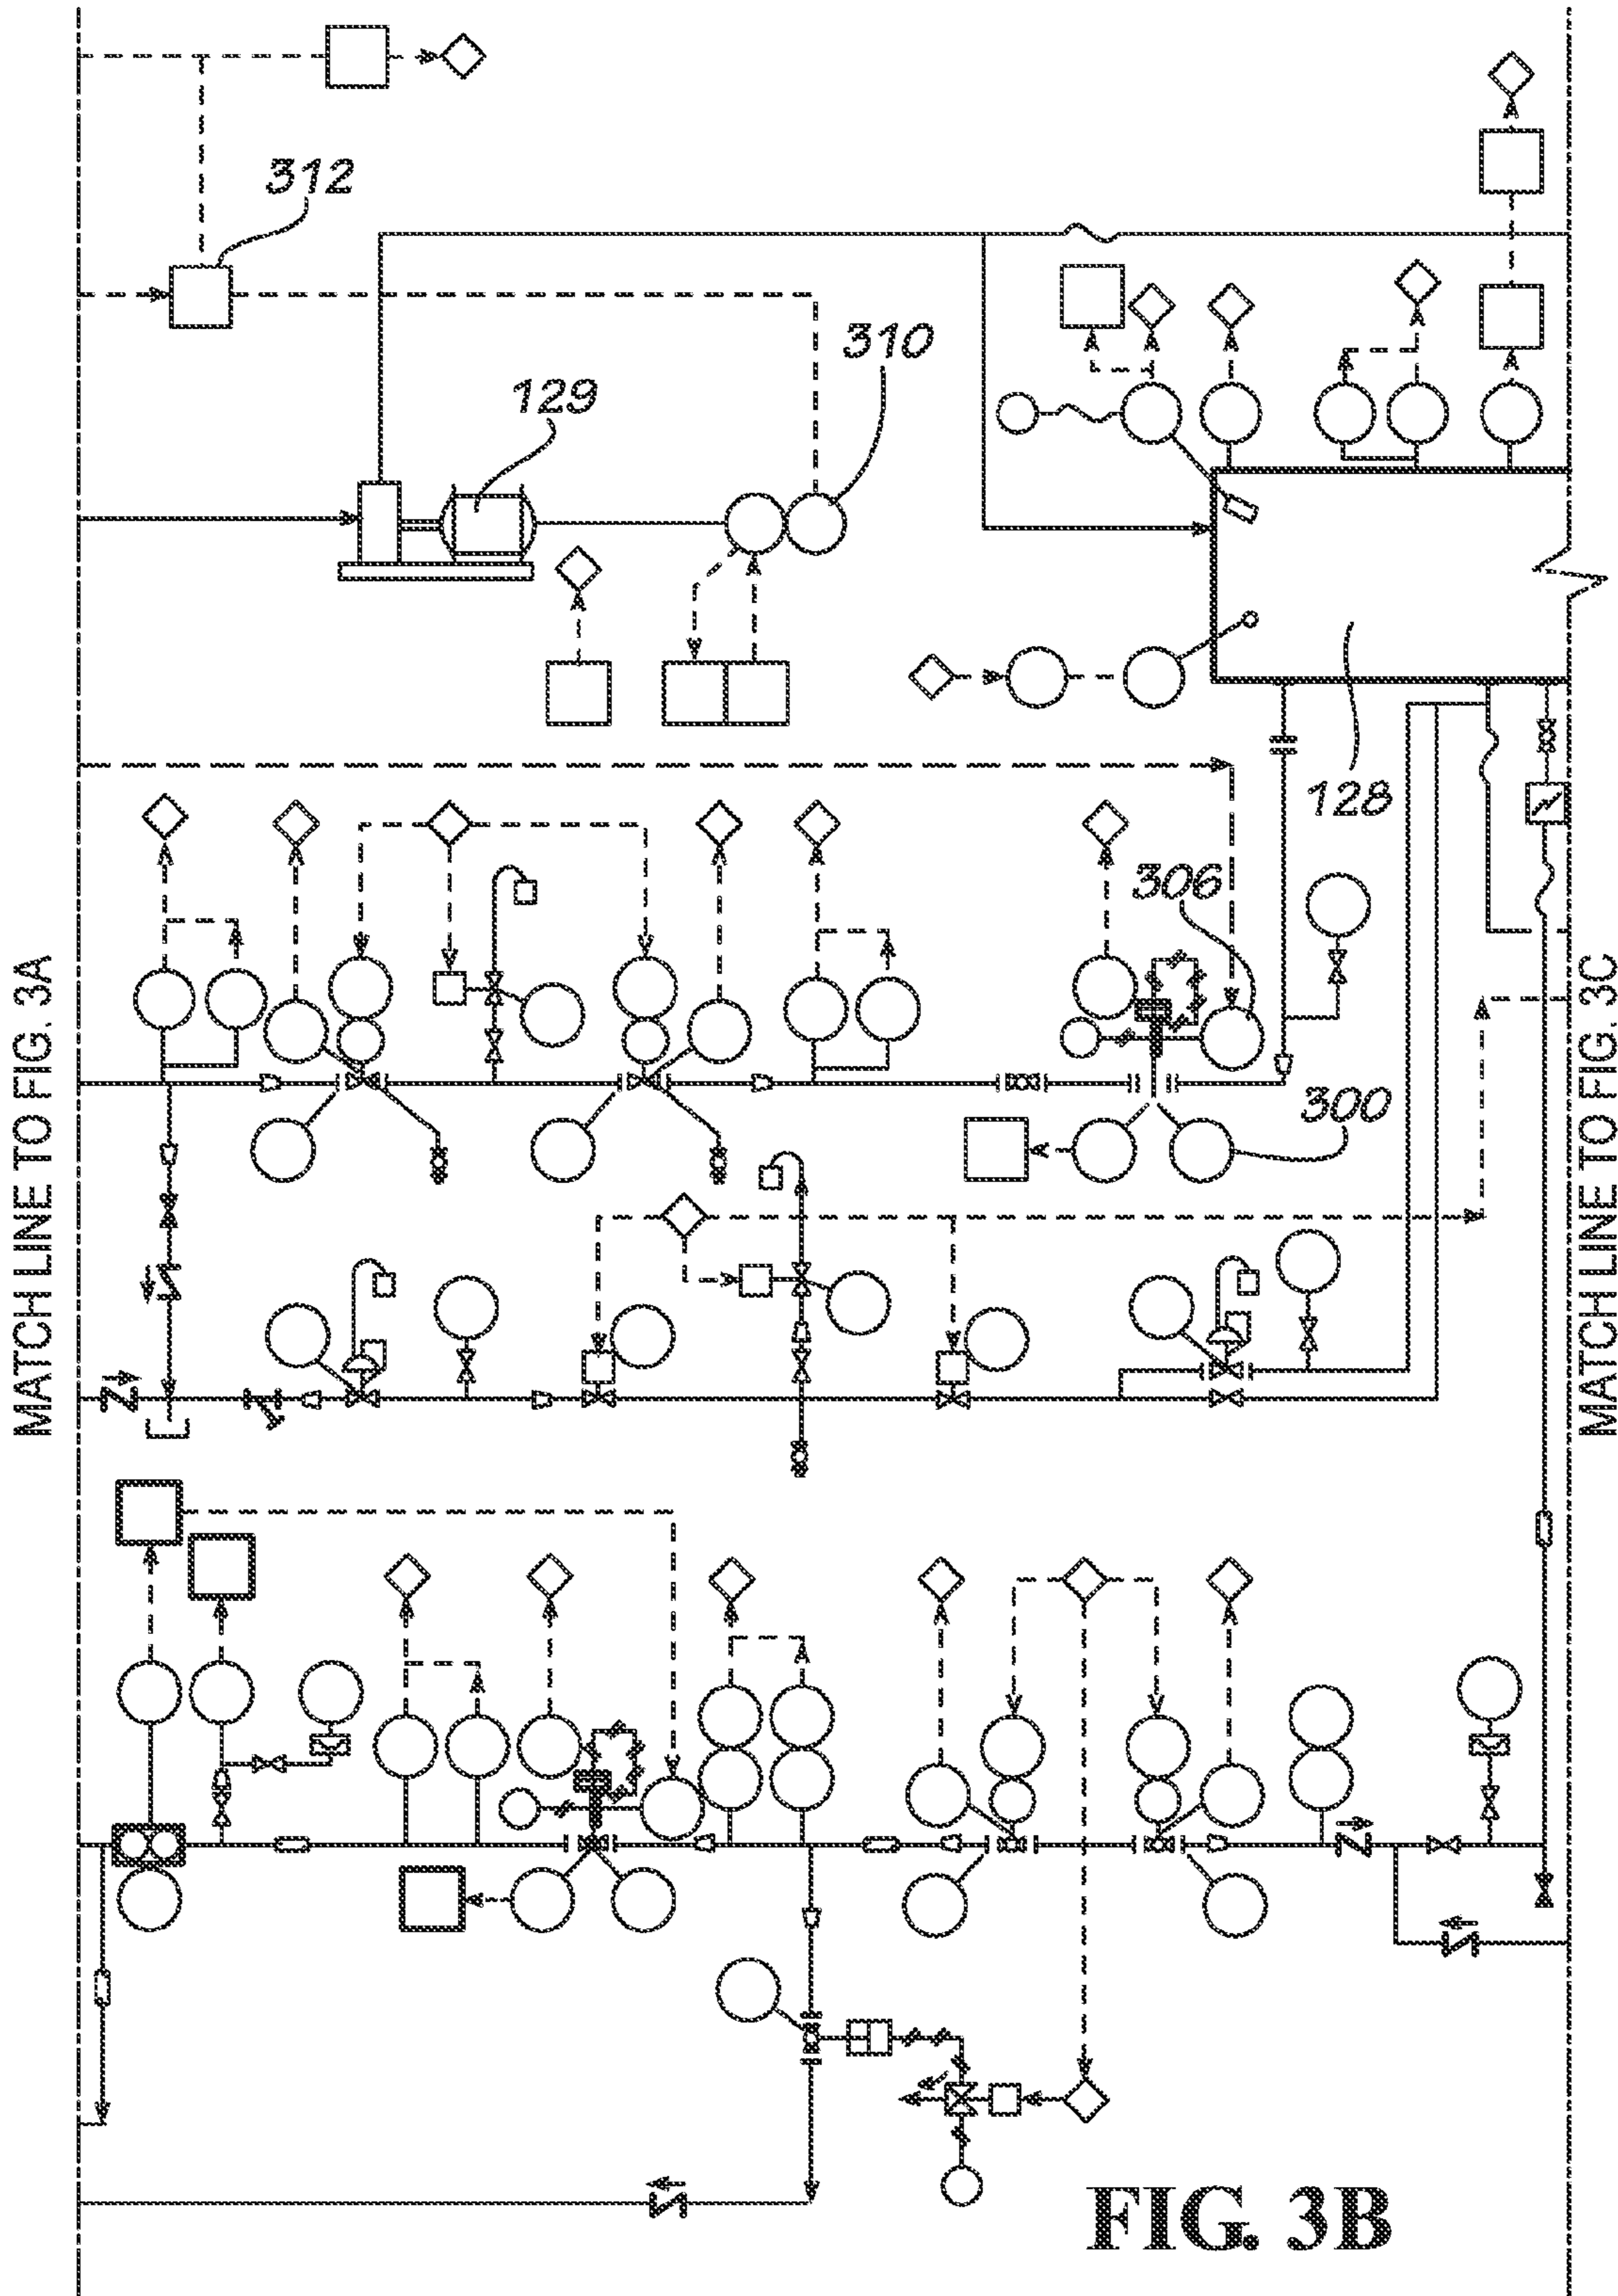 312
310
129
128
306
300
MATCH LINE TO FIG. 3A
MATCH LINE TO FIG. 3C
FIG. 3B